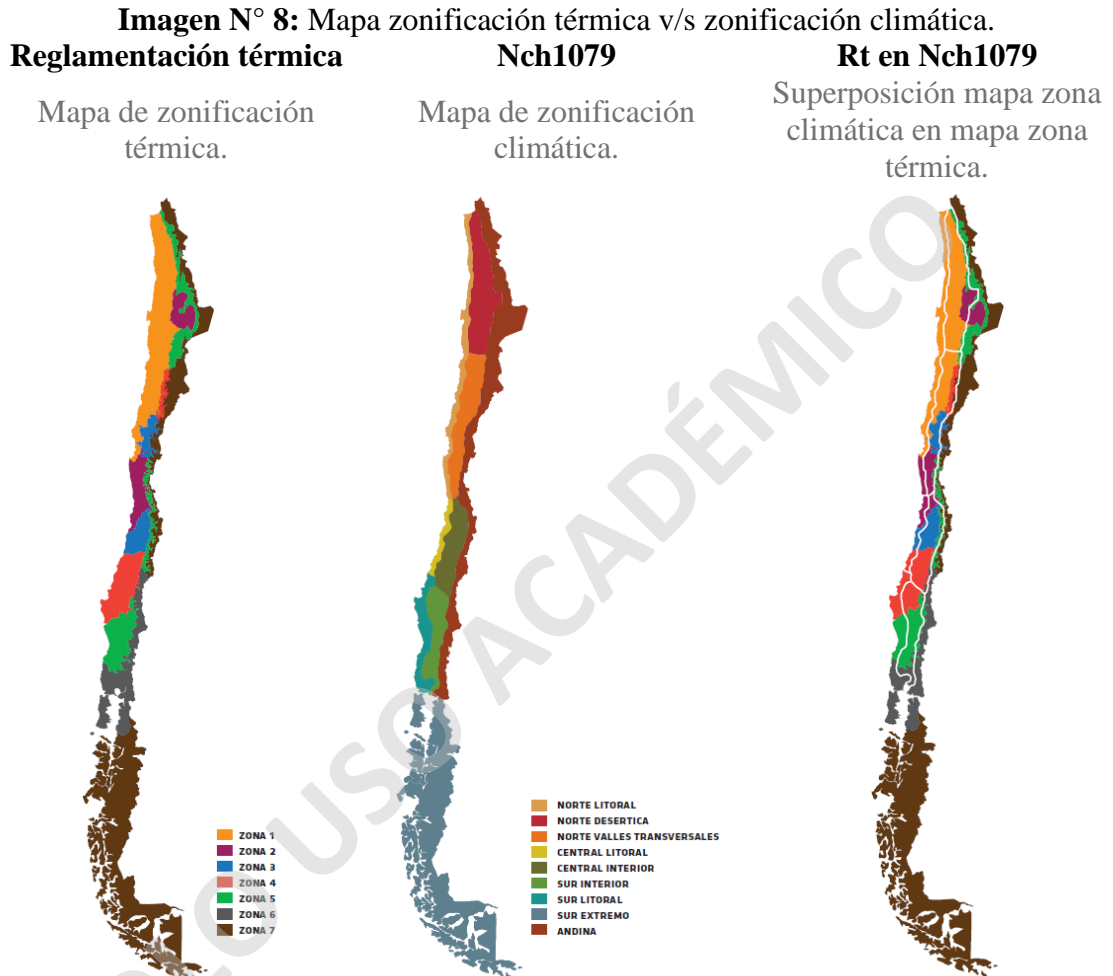 Imagen N° 8: Mapa zonificación térmica v/s zonificación climática.
Reglamentación térmica
Nch1079
Rt en Nch1079
Mapa de zonificación
térmica.
Mapa de zonificación
climática.
Superposición mapa zona
climática en mapa zona
térmica.
ZONA 1
ZONA 2
ZONA 3
ZONA 4
ZONA 5
ZONA 6
ZONA 7
NORTE LITORAL
NORTE DESERTICA
NORTE VALLES TRANSVERSALES
CENTRAL LITORAL
CENTRAL INTERIOR
SUR INTERIOR
SUR LITORAL
SUR EXTREMO
ANDINA
OLO USO ACADÉMICO